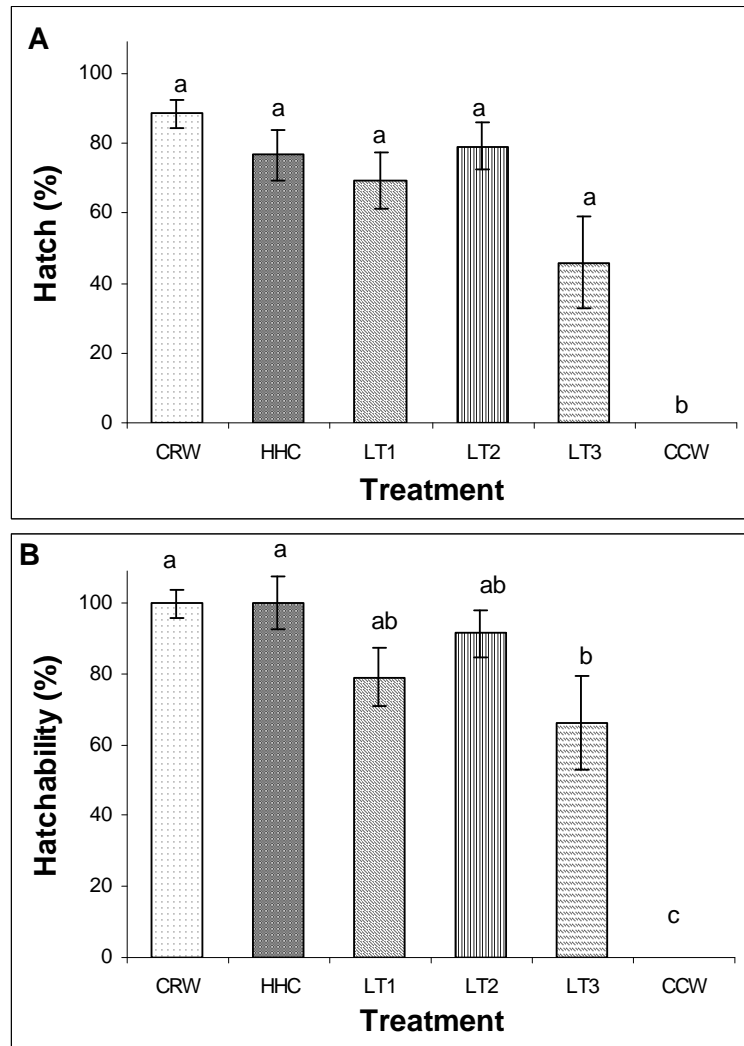 A
Hatch (%)
100
80
60
40
20
0
a
a
a
a
a
b
CRW HHC LT1 LT2 LT3 CCW
Treatment
B
Hatchability (%)
100
80
60
40
20
0
a
a
ab
ab
b
c
CRW HHC LT1 LT2 LT3 CCW
Treatment